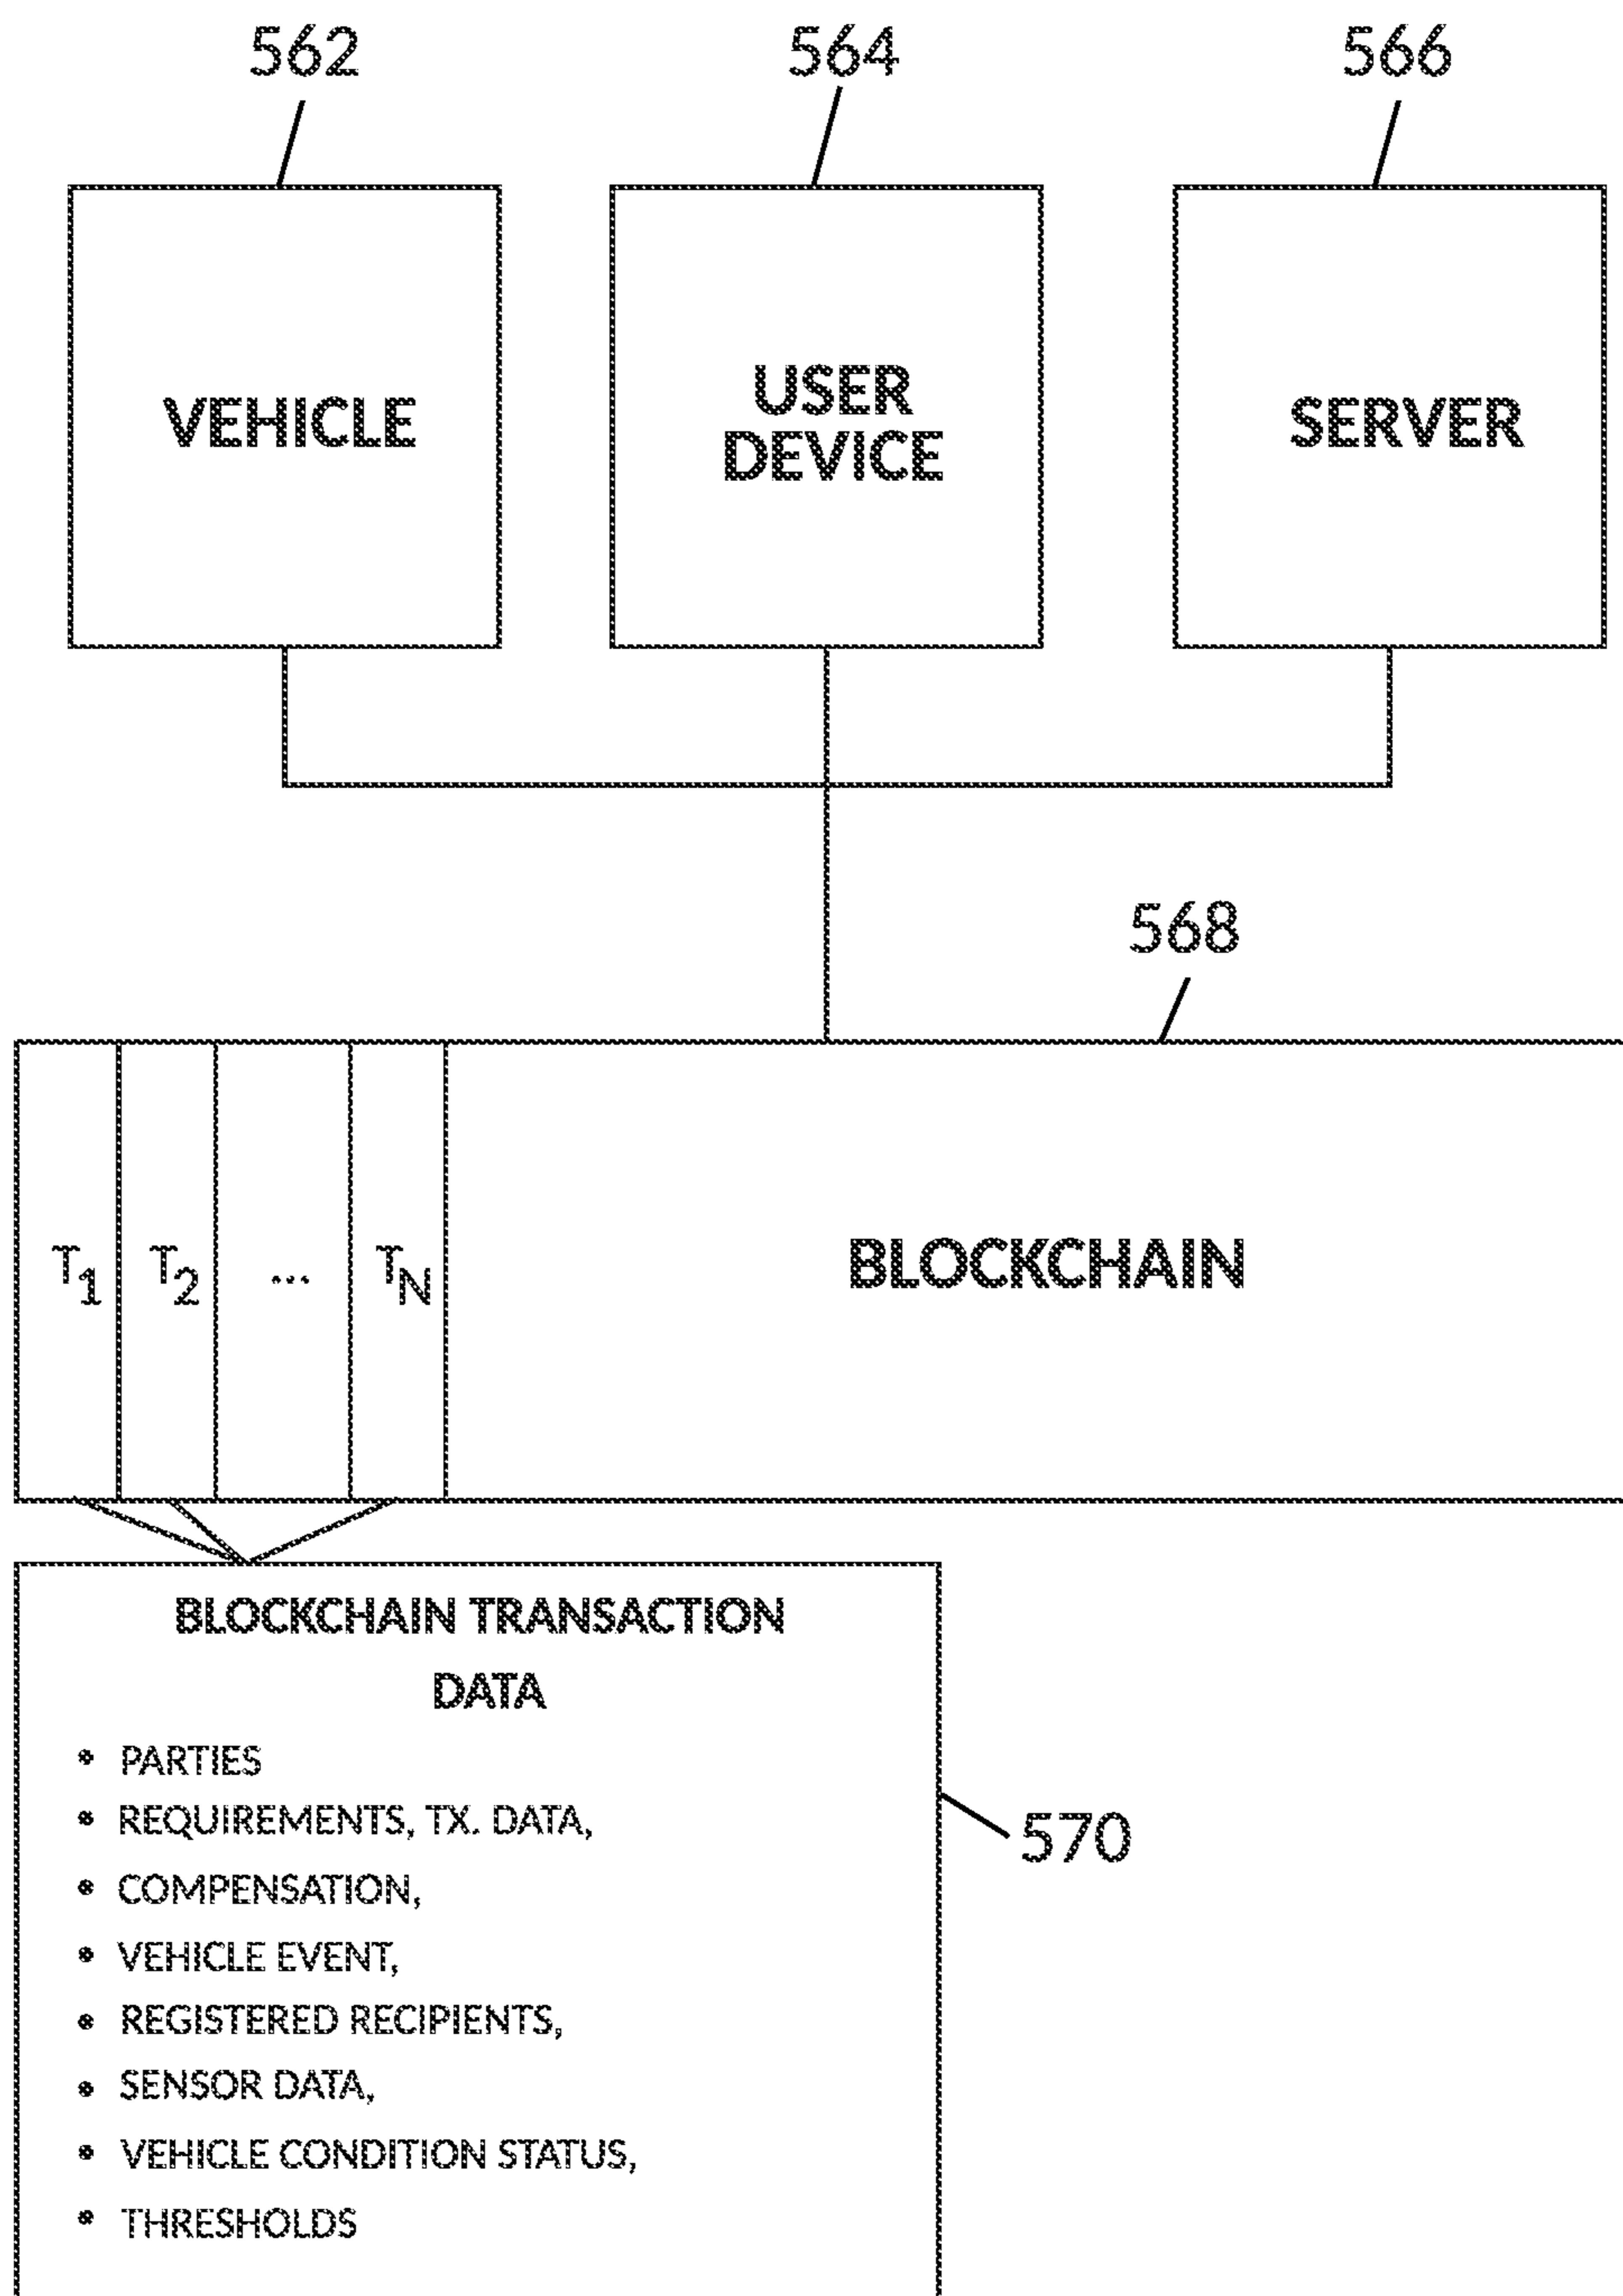 562
564
566
VEHICLE
USER
DEVICE
SERVER
568
T1
T2
...
TN
BLOCKCHAIN
BLOCKCHAIN TRANSACTION
DATA
• PARTIES
• REQUIREMENTS, TX. DATA,
• COMPENSATION,
• VEHICLE EVENT,
• REGISTERED RECIPIENTS,
• SENSOR DATA,
• VEHICLE CONDITION STATUS,
• THRESHOLDS
570